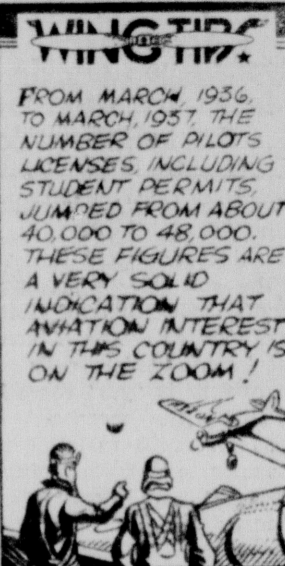 WING TIPS
FROM MARCH, 1936,
TO MARCH, 1937, THE
NUMBER OF PILOTS
LICENSES, INCLUDING
STUDENT PERMITS,
JUMPED FROM ABOUT
40,000 TO 48,000.
THESE FIGURES ARE
A VERY SOLID
INDICATION THAT
AVIATION INTEREST
IN THIS COUNTRY IS
ON THE ZOOM!